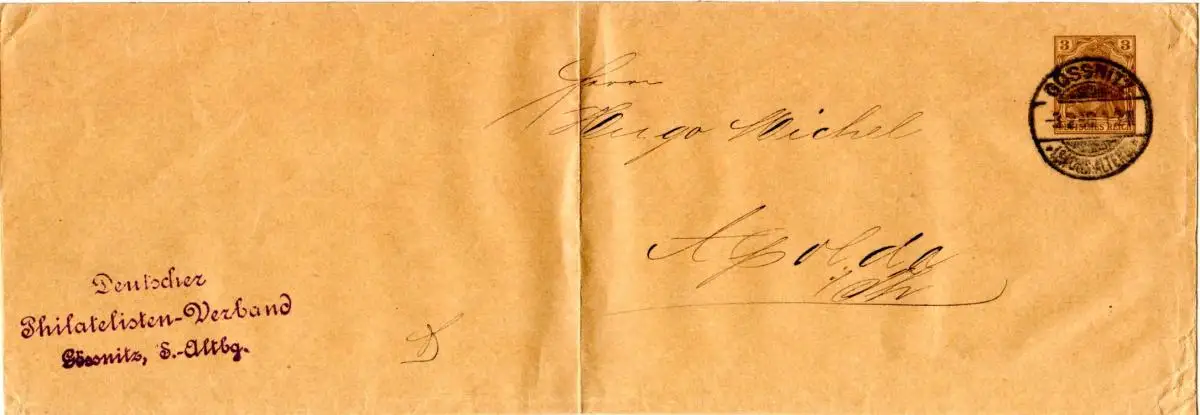 3 3
DEUTSCHES REICH
GÖSSNITZ
Herrn
Hugo Michel
Apolda
i/Th
Deutscher
Philatelisten-Verband
Gössnitz, S.-Altbg.